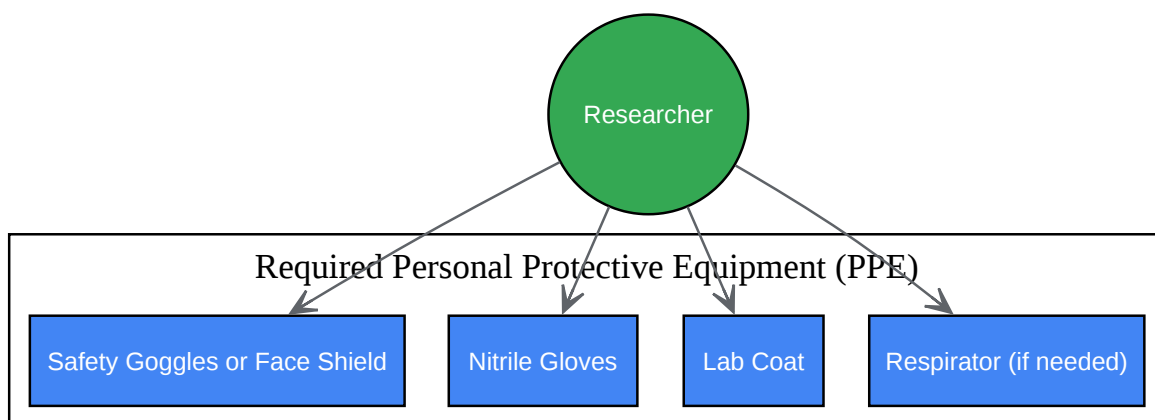 Researcher
Required Personal Protective Equipment (PPE)
Safety Goggles or Face Shield
Nitrile Gloves
Lab Coat
Respirator (if needed)